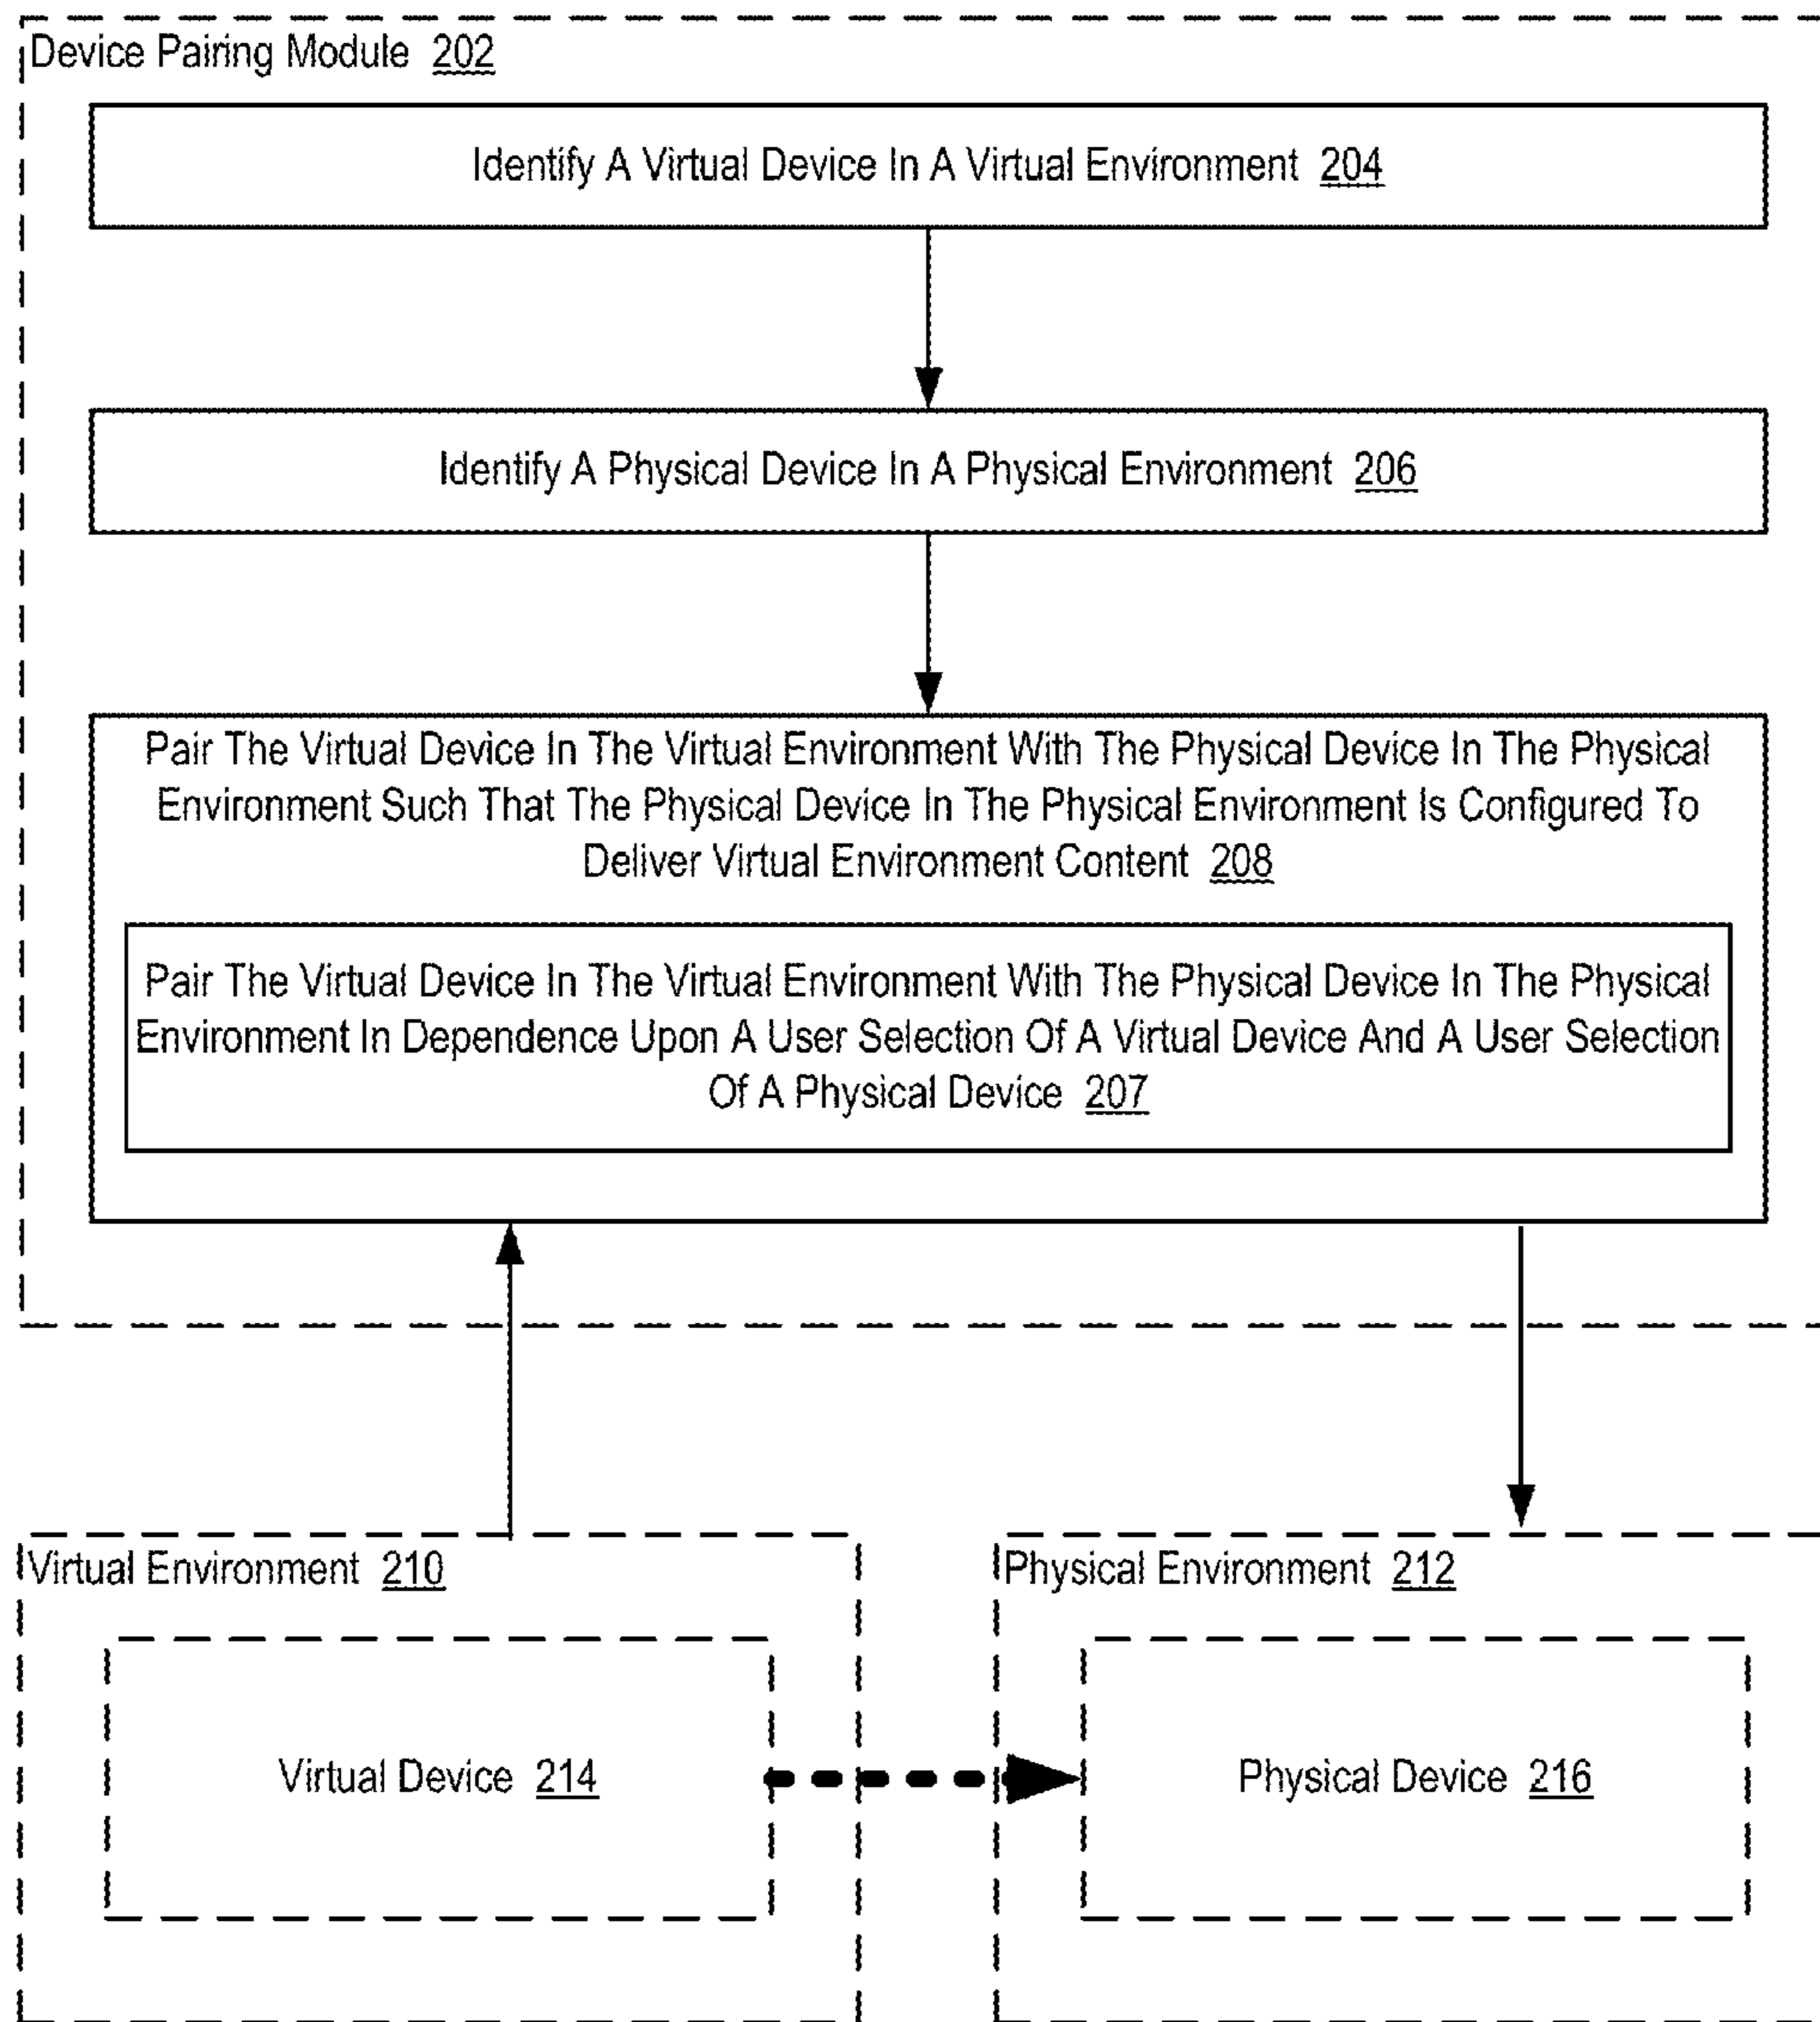 Device Pairing Module 202
Identify A Virtual Device In A Virtual Environment 204
Identify A Physical Device In A Physical Environment 206
Pair The Virtual Device In The Virtual Environment With The Physical Device In The Physical
Environment Such That The Physical Device In The Physical Environment Is Configured To
Deliver Virtual Environment Content 208
Pair The Virtual Device In The Virtual Environment With The Physical Device In The Physical
Environment In Dependence Upon A User Selection Of A Virtual Device And A User Selection
Of A Physical Device 207
Virtual Environment 210
Physical Environment 212
Virtual Device 214
Physical Device 216